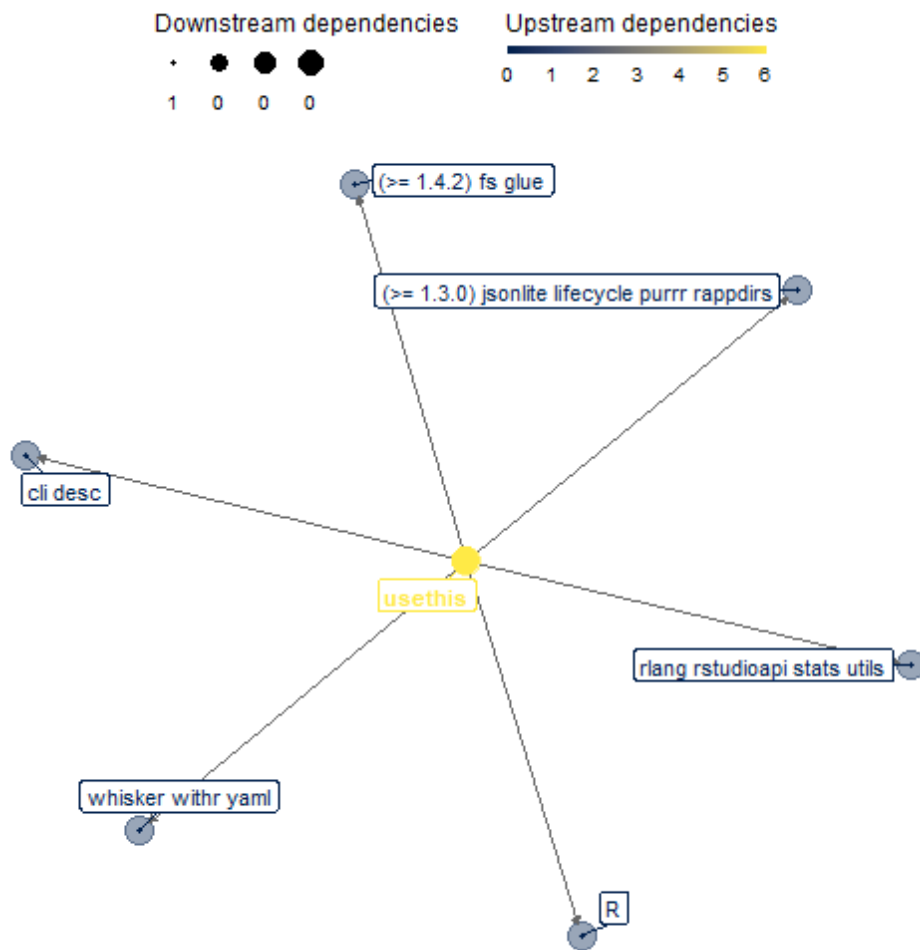 Downstream dependencies
1 0 0 0
Upstream dependencies
0 1 2 3 4 5 6
(>= 1.4.2) fs glue
(>= 1.3.0) jsonlite lifecycle purrr rappdirs
cli desc
usethis
rlang rstudioapi stats utils
whisker withr yaml
R